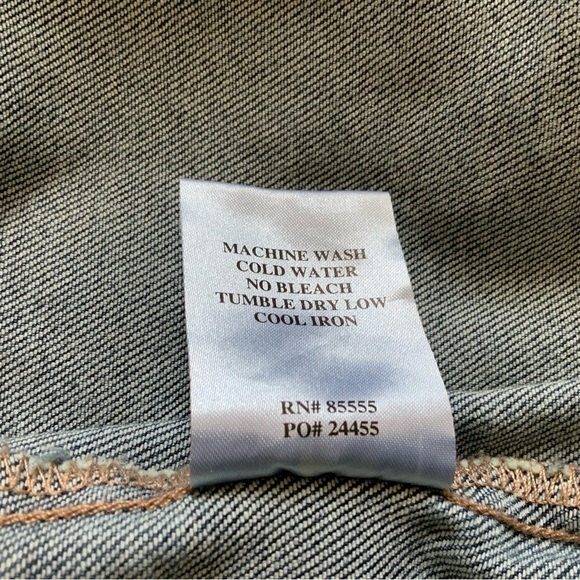 MACHINE WASH
COLD WATER
NO BLEACH
TUMBLE DRY LOW
COOL IRON
RN# 85555
PO# 24455